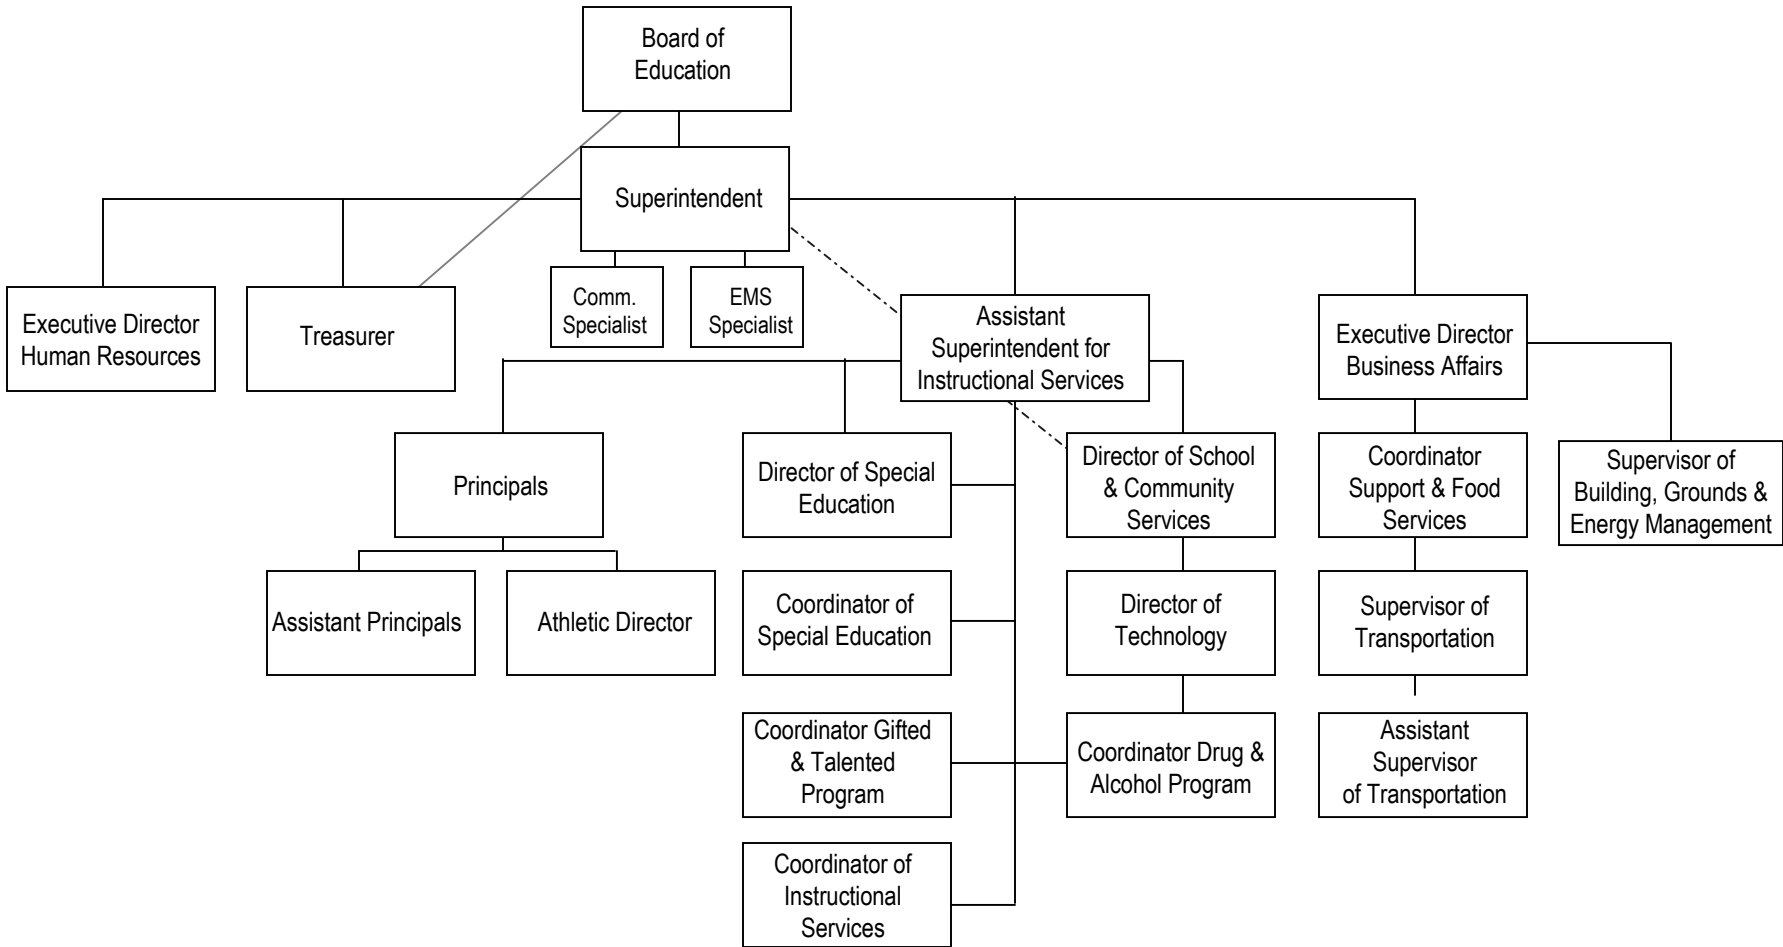 Board of
Education
Superintendent
Executive Director
Human Resources
Treasurer
Comm.
Specialist
EMS
Specialist
Assistant
Superintendent for
Instructional Services
Executive Director
Business Affairs
Principals
Director of Special
Education
Director of School
& Community
Services
Coordinator
Support & Food
Services
Supervisor of
Building, Grounds &
Energy Management
Assistant Principals
Athletic Director
Coordinator of
Special Education
Director of
Technology
Supervisor of
Transportation
Coordinator Gifted
& Talented
Program
Coordinator Drug &
Alcohol Program
Assistant
Supervisor
of Transportation
Coordinator of
Instructional
Services